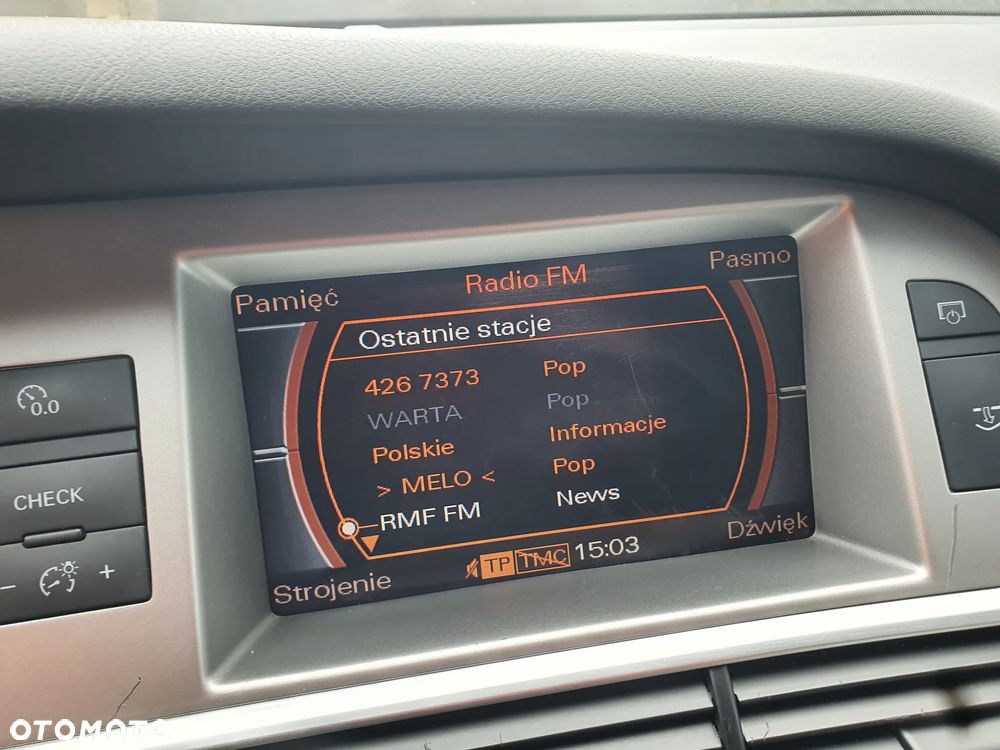 Radio FM
Pasmo
Pamięć
Ostatnie stacje
426 7373 Pop
WARTA Pop
Polskie Informacje
> MELO < Pop
RMF FM News
Dźwięk
TP TMC 15:03
Strojenie
0.0
CHECK
- +
OTOMOTO